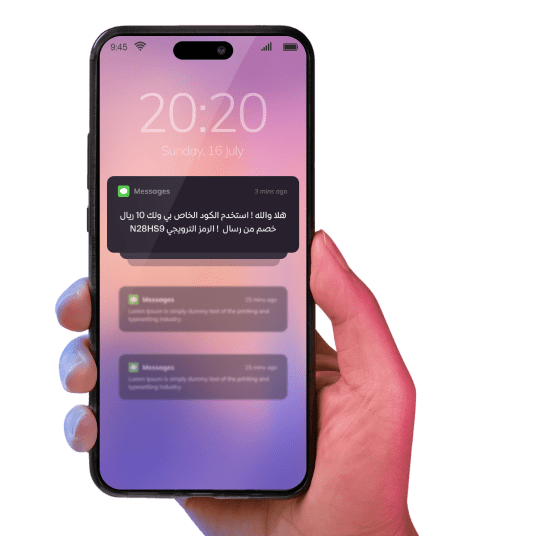 9:45
20:20
Sunday, 16 July
Messages 3 mins ago
هلا والله ! استخدم الكود الخاص بي ولك 10 ريال
خصم من رسال ! الرمز الترويجي N28HS9
Messages 25 mins ago
Lorem Ipsum is simply dummy text of the printing and
typesetting industry
Messages 25 mins ago
Lorem Ipsum is simply dummy text of the printing and
typesetting industry